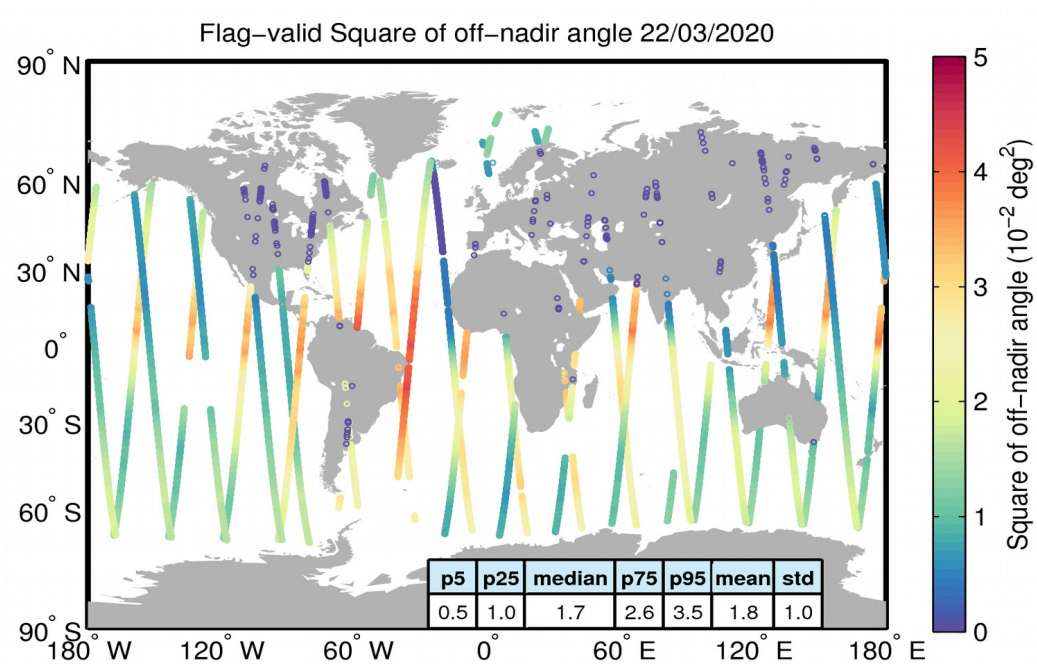 Flag−valid Square of off−nadir angle 22/03/2020
90° N
60° N
30° N
0°
30° S
60° S
90° S
180° W
120° W
60° W
0°
60° E
120° E
180° E
p5 p25 median p75 p95 mean std
0.5 1.0 1.7 2.6 3.5 1.8 1.0
5
4
3
2
1
0
Square of off−nadir angle (10⁻² deg²)